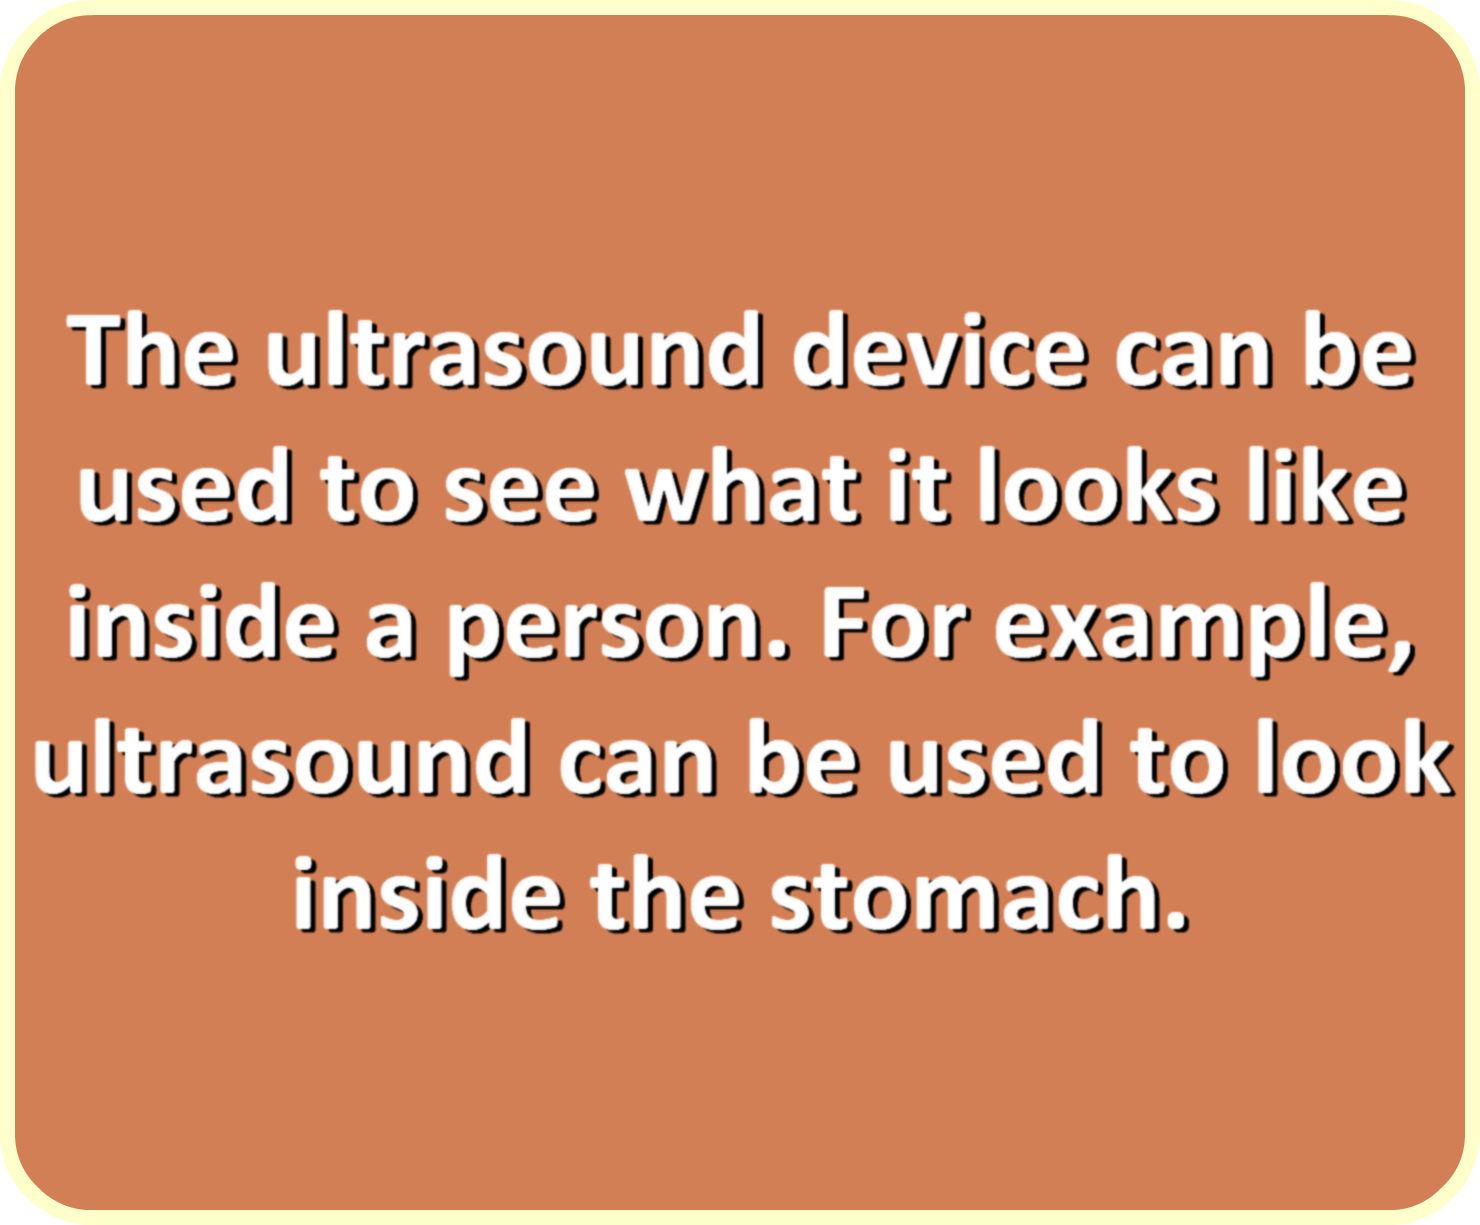 The ultrasound device can be
used to see what it looks like
inside a person. For example,
ultrasound can be used to look
inside the stomach.